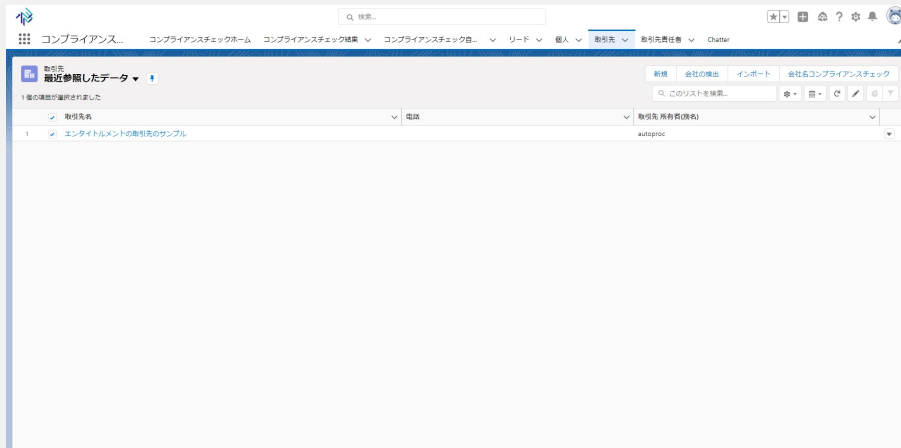 検索...
コンプライアンス... コンプライアンスチェックホーム コンプライアンスチェック結果 コンプライアンスチェック自... リード 個人 取引先 取引先責任者 Chatter
取引先
最近参照したデータ
新規 会社の検出 インポート 会社名コンプライアンスチェック
1 個の項目が選択されました
このリストを検索...
取引先名 電話 取引先 所有者(別名)
1 エンタイトルメントの取引先のサンプル autoproc